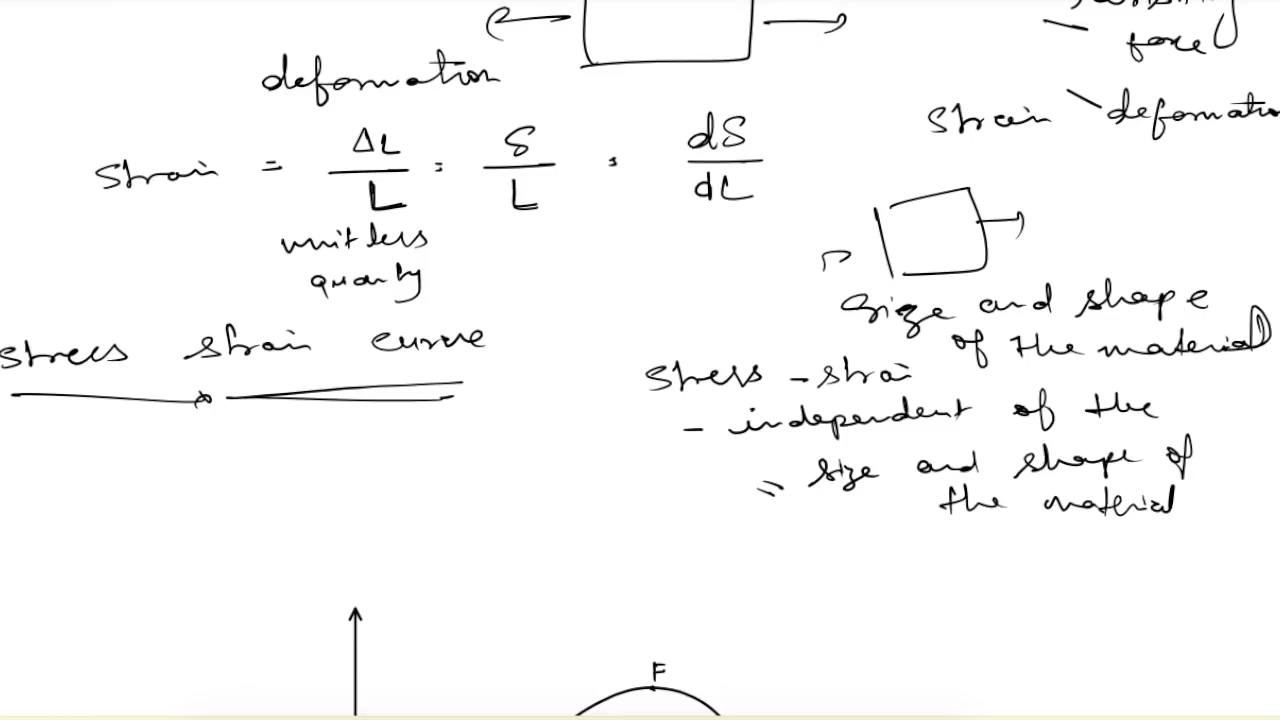 force
deformation
strain deformation
strain = ΔL/L = δ/L = dδ/dL
unitless
quantity
size and shape
of the material
stress strain curve
stress - strai
- independent of the
= size and shape of
the material
F